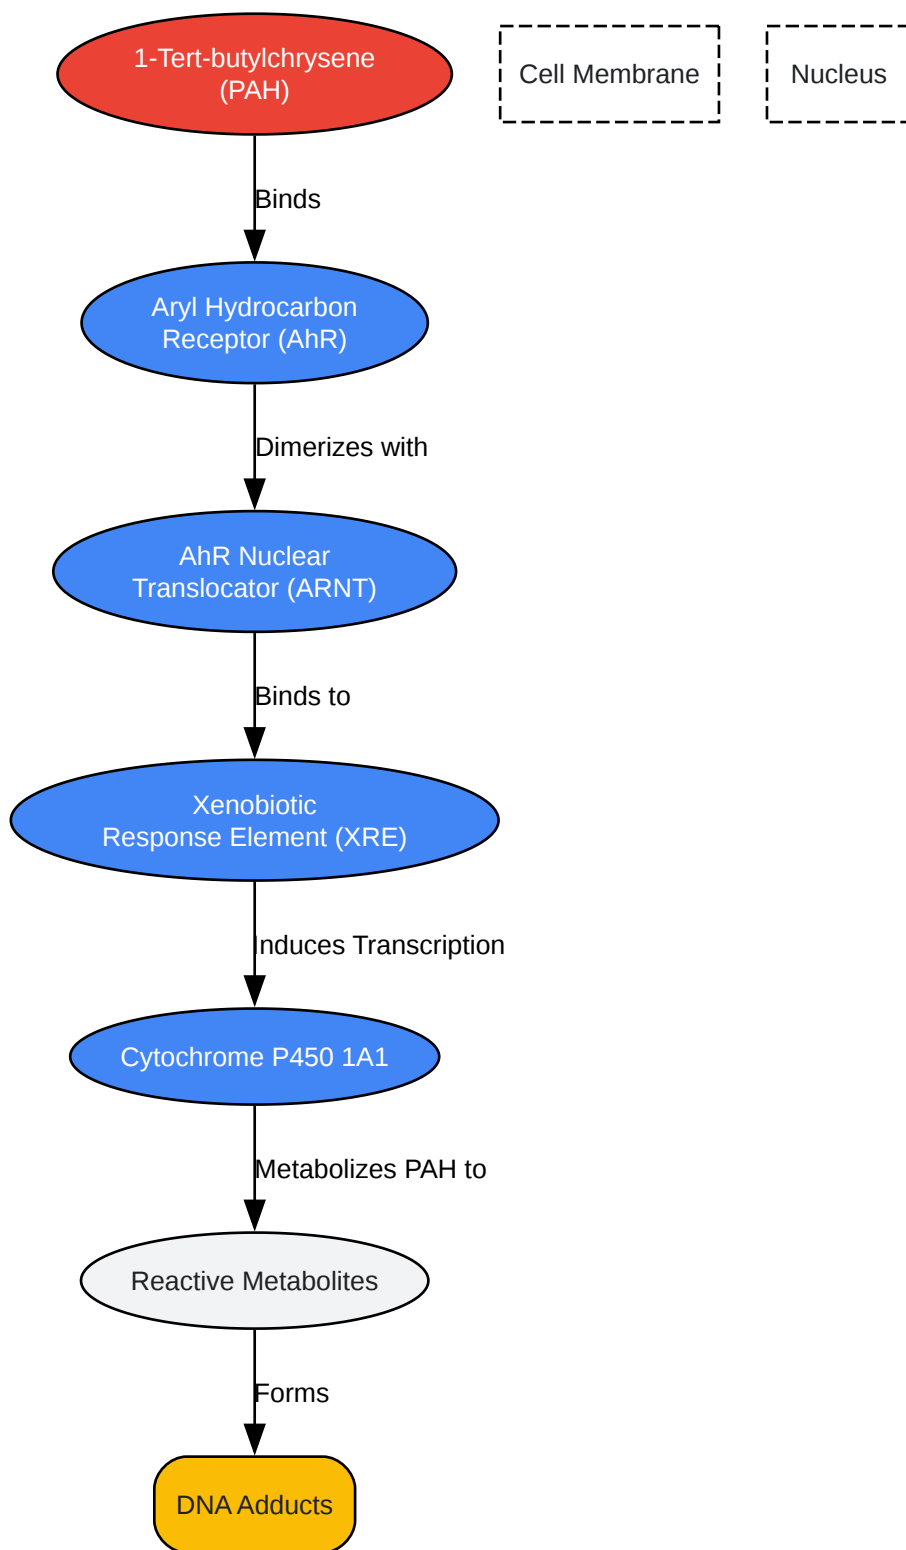 1-Tert-butylchrysene
(PAH)
Cell Membrane
Nucleus
Binds
Aryl Hydrocarbon
Receptor (AhR)
Dimerizes with
AhR Nuclear
Translocator (ARNT)
Binds to
Xenobiotic
Response Element (XRE)
Induces Transcription
Cytochrome P450 1A1
Metabolizes PAH to
Reactive Metabolites
Forms
DNA Adducts